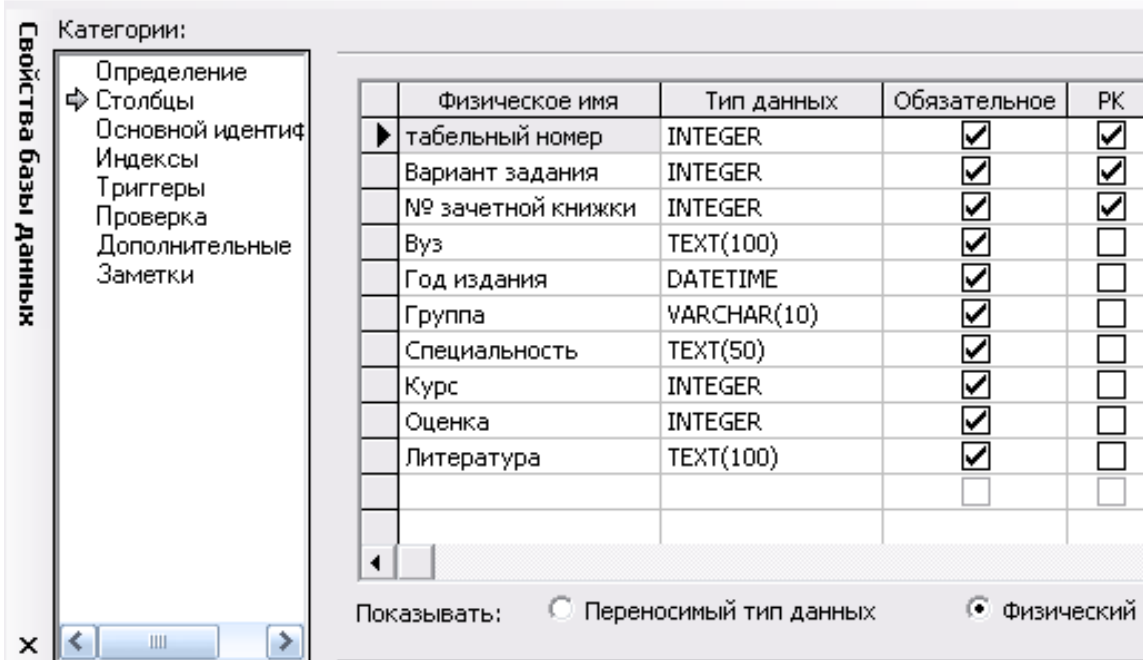 Свойства базы данных
Категории:
Определение
Столбцы
Основной идентиф
Индексы
Триггеры
Проверка
Дополнительные
Заметки
Физическое имя Тип данных Обязательное РК
табельный номер INTEGER
Вариант задания INTEGER
№ зачетной книжки INTEGER
Вуз TEXT(100)
Год издания DATETIME
Группа VARCHAR(10)
Специальность TEXT(50)
Курс INTEGER
Оценка INTEGER
Литература TEXT(100)
Показывать: Переносимый тип данных Физический